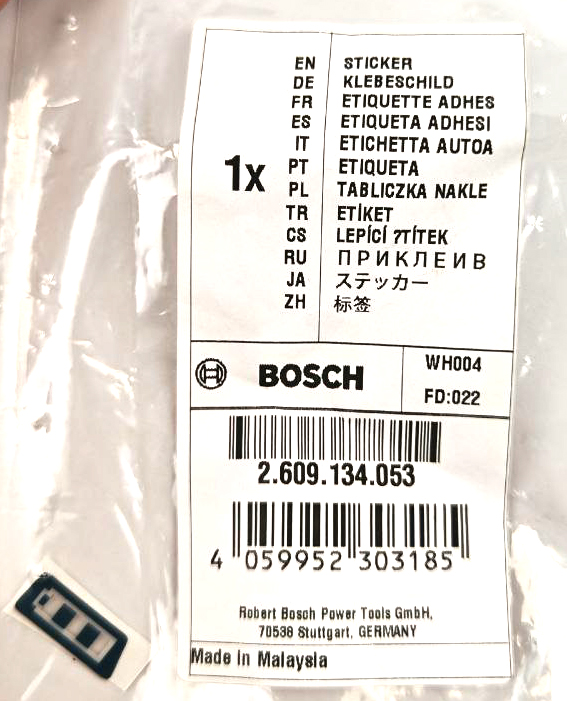 1x
EN STICKER
DE KLEBESCHILD
FR ETIQUETTE ADHES
ES ETIQUETA ADHESI
IT ETICHETTA AUTOA
PT ETIQUETA
PL TABLICZKA NAKLE
TR ETİKET
CS LEPÍCÍ ?TÍTEK
RU ПРИКЛЕИВ
JA ステッカー
ZH 标签
BOSCH
WH004
FD:022
2.609.134.053
4 059952 303185
Robert Bosch Power Tools GmbH,
70538 Stuttgart, GERMANY
Made in Malaysia